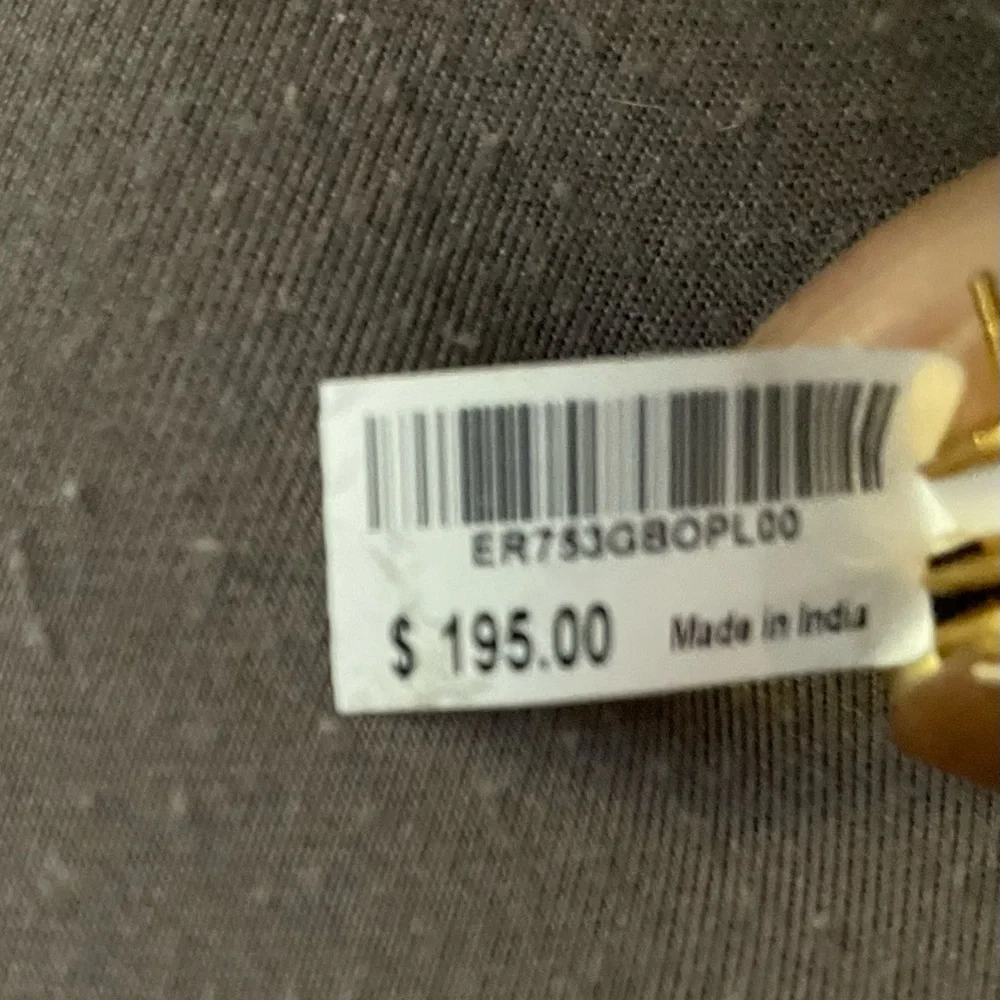 ER753GBOPL00
$ 195.00 Made in India